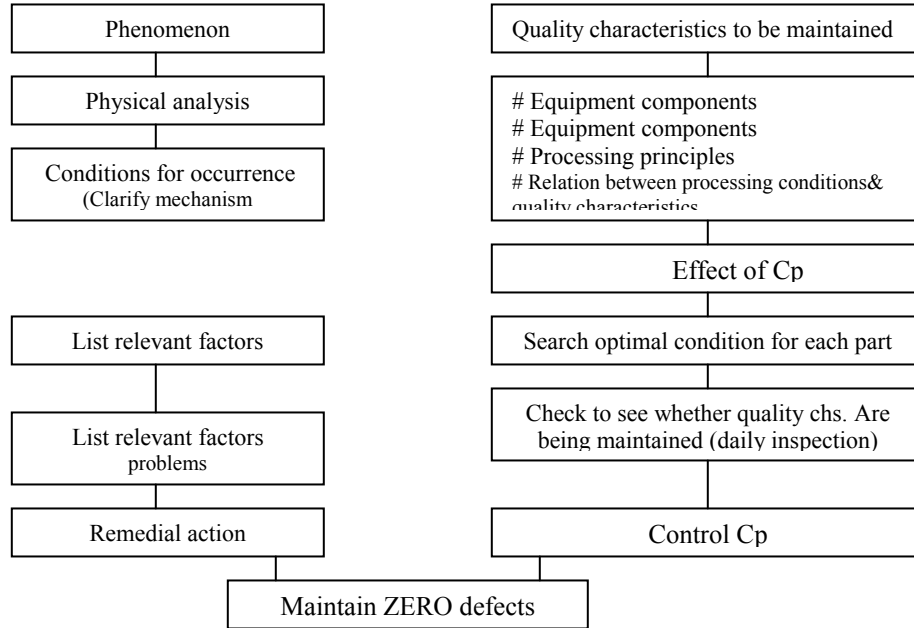 Phenomenon
Physical analysis
Conditions for occurrence
(Clarify mechanism
List relevant factors
List relevant factors
problems
Remedial action
Quality characteristics to be maintained
# Equipment components
# Equipment components
# Processing principles
# Relation between processing conditions&
quality characteristics
Effect of Cp
Search optimal condition for each part
Check to see whether quality chs. Are
being maintained (daily inspection)
Control Cp
Maintain ZERO defects